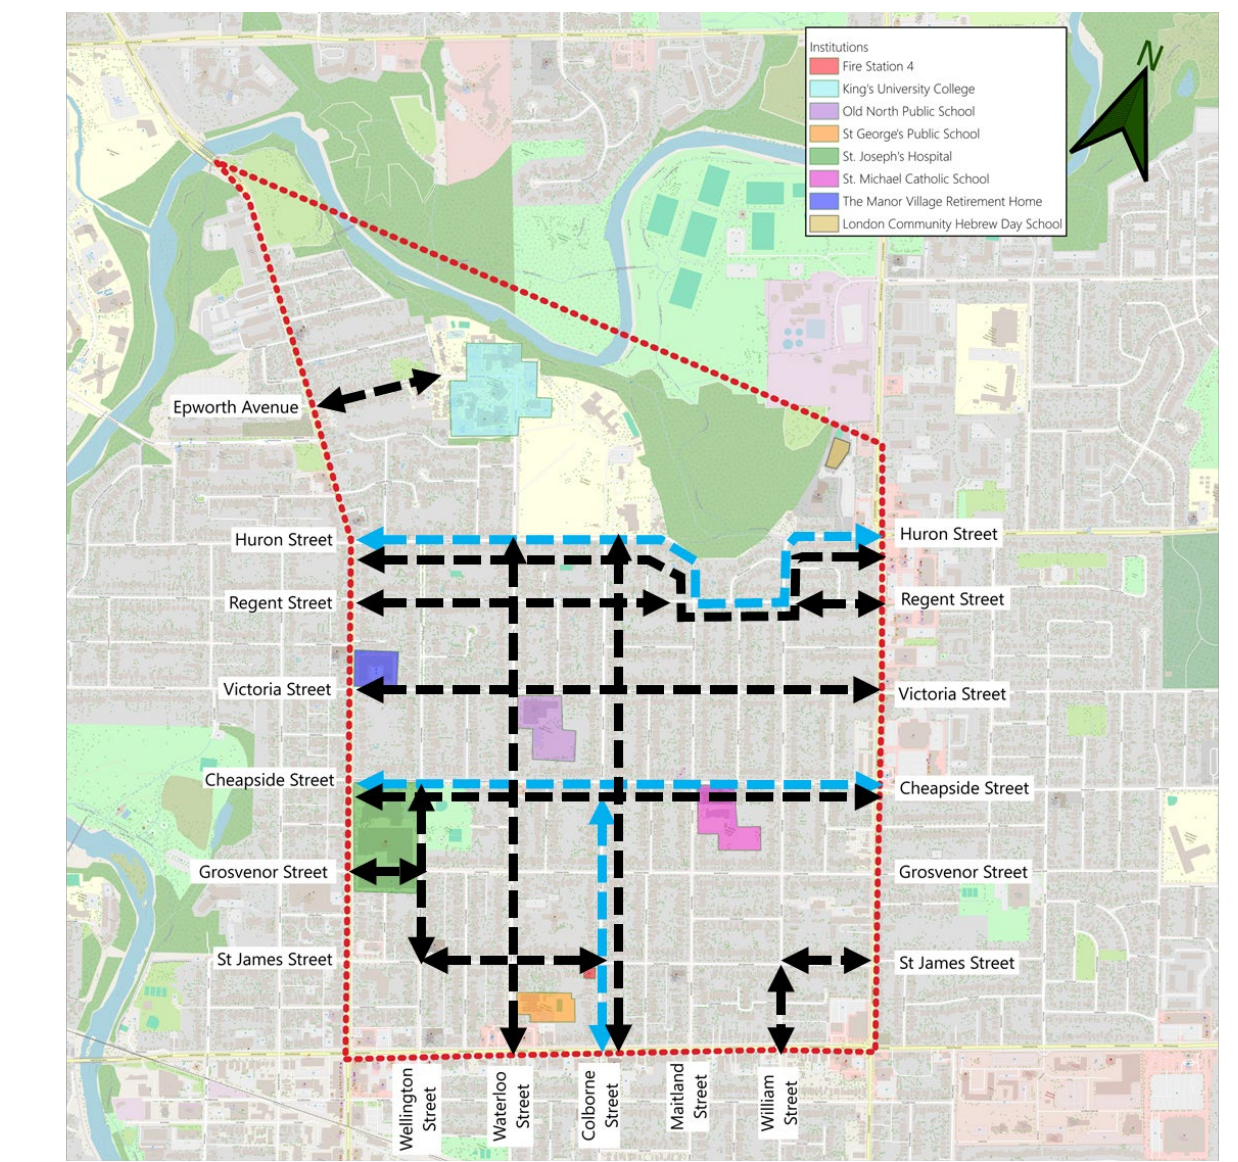 Institutions
Fire Station 4
King's University College
Old North Public School
St George's Public School
St. Joseph's Hospital
St. Michael Catholic School
The Manor Village Retirement Home
London Community Hebrew Day School
N
Epworth Avenue
Huron Street
Huron Street
Regent Street
Regent Street
Victoria Street
Victoria Street
Cheapside Street
Cheapside Street
Grosvenor Street
Grosvenor Street
St James Street
St James Street
Wellington
Street
Waterloo
Street
Colborne
Street
Maitland
Street
William
Street